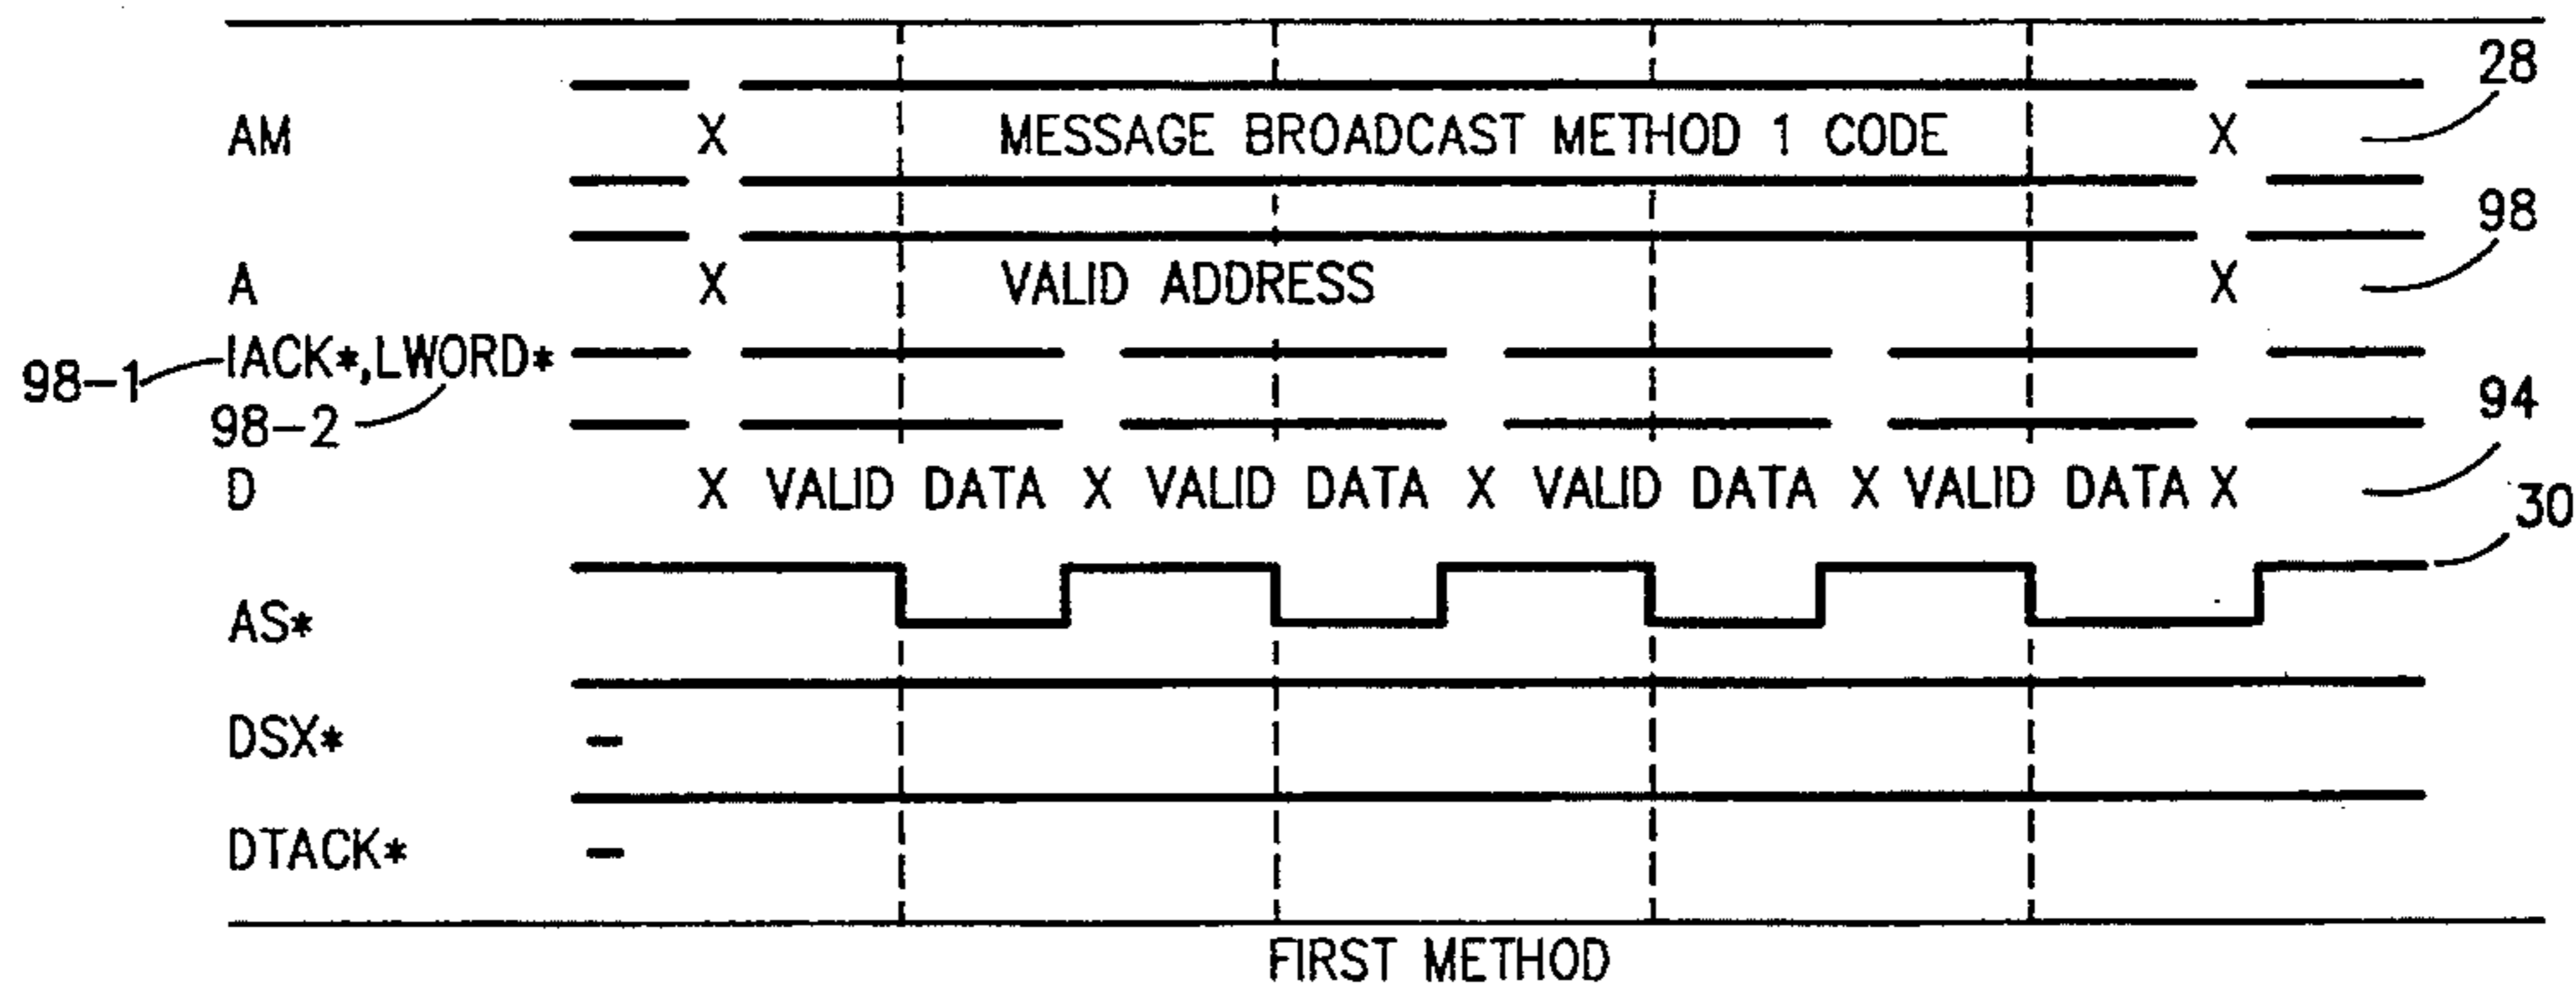 28
AM X MESSAGE BROADCAST METHOD 1 CODE X
98
A X VALID ADDRESS X
98-1 IACK*,LWORD*
98-2
94
D X VALID DATA X VALID DATA X VALID DATA X VALID DATA X
30
AS*
DSX* -
DTACK* -
FIRST METHOD